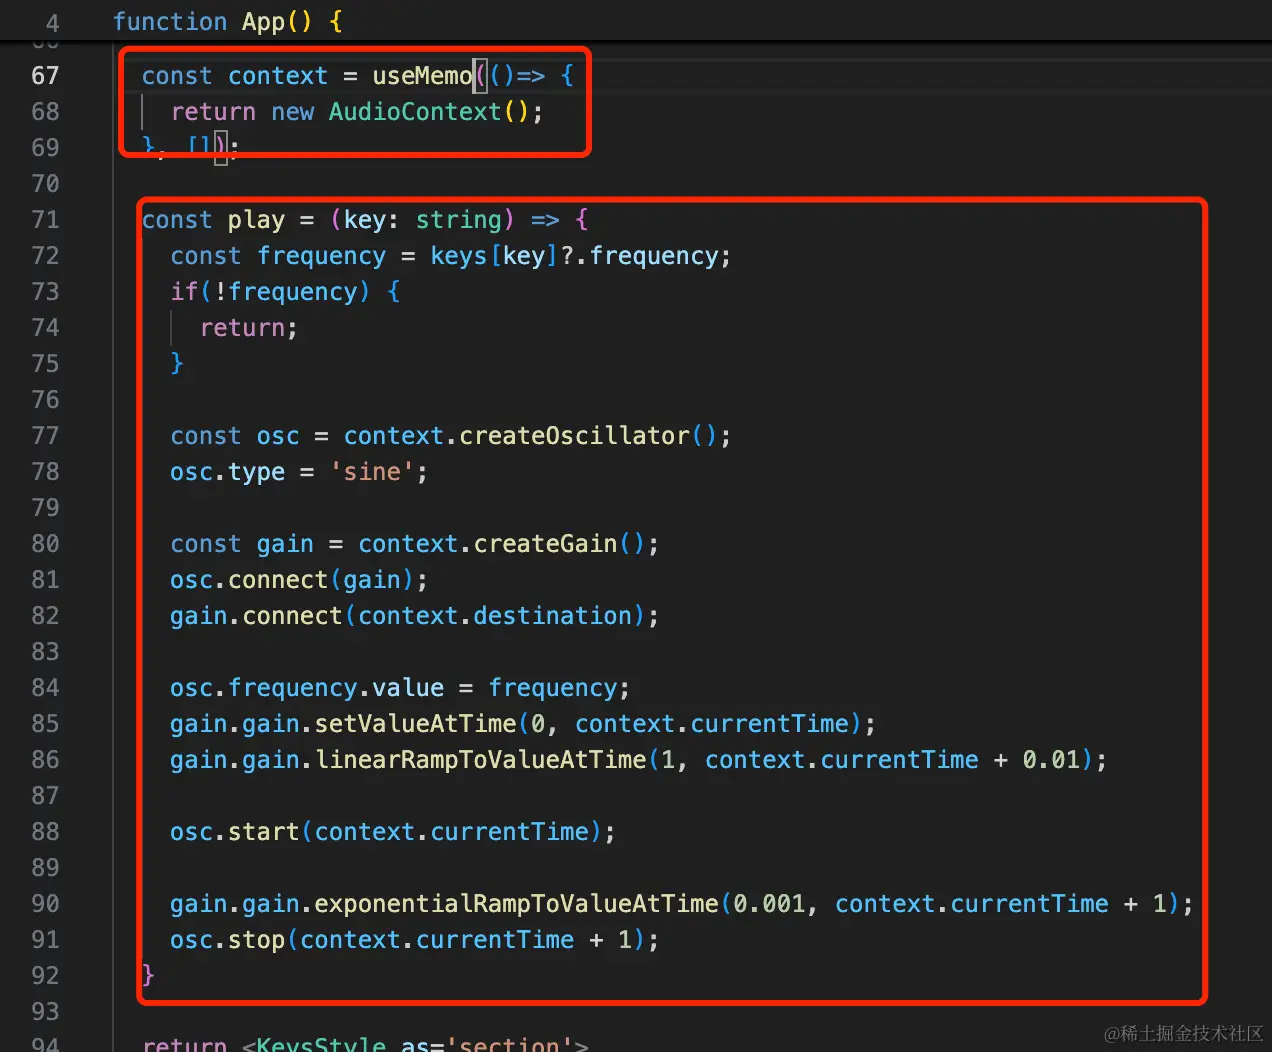 4 function App() {
67 const context = useMemo(()=> {
68 return new AudioContext();
69 }, []);
70
71 const play = (key: string) => {
72 const frequency = keys[key]?.frequency;
73 if(!frequency) {
74 return;
75 }
76
77 const osc = context.createOscillator();
78 osc.type = 'sine';
79
80 const gain = context.createGain();
81 osc.connect(gain);
82 gain.connect(context.destination);
83
84 osc.frequency.value = frequency;
85 gain.gain.setValueAtTime(0, context.currentTime);
86 gain.gain.linearRampToValueAtTime(1, context.currentTime + 0.01);
87
88 osc.start(context.currentTime);
89
90 gain.gain.exponentialRampToValueAtTime(0.001, context.currentTime + 1);
91 osc.stop(context.currentTime + 1);
92 }
93
94 return <KeysStyle as='section'>
@稀土掘金技术社区